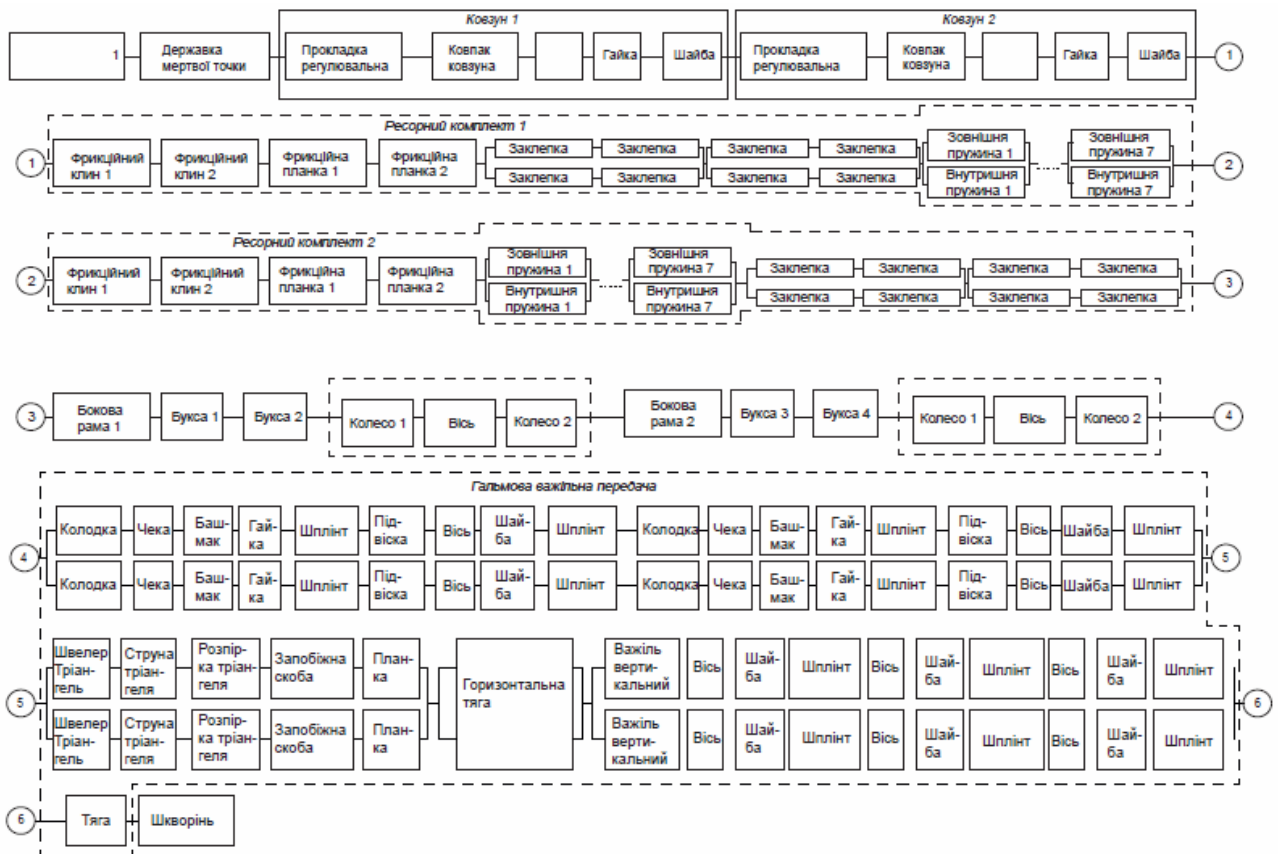 Ковзун 1
Ковзун 2
1
Державка
мертвої точки
Прокладка
регулювальна
Ковпак
ковзуна
Гайка
Шайба
Прокладка
регулювальна
Ковпак
ковзуна
Гайка
Шайба
1
Ресорний комплект 1
1
Фрикційний
клин 1
Фрикційний
клин 2
Фрикційна
планка 1
Фрикційна
планка 2
Заклепка
Заклепка
Заклепка
Заклепка
Заклепка
Заклепка
Заклепка
Заклепка
Зовнішня
пружина 1
Внутришня
пружина 1
Зовнішня
пружина 7
Внутришня
пружина 7
2
Ресорний комплект 2
2
Фрикційний
клин 1
Фрикційний
клин 2
Фрикційна
планка 1
Фрикційна
планка 2
Зовнішня
пружина 1
Внутришня
пружина 1
Зовнішня
пружина 7
Внутришня
пружина 7
Заклепка
Заклепка
Заклепка
Заклепка
Заклепка
Заклепка
Заклепка
Заклепка
3
3
Бокова
рама 1
Букса 1
Букса 2
Колесо 1
Вісь
Колесо 2
Бокова
рама 2
Букса 3
Букса 4
Колесо 1
Вісь
Колесо 2
4
Гальмова важільна передача
4
Колодка
Чека
Баш-
мак
Гай-
ка
Шплінт
Під-
віска
Вісь
Шай-
ба
Шплінт
Колодка
Чека
Баш-
мак
Гай-
ка
Шплінт
Під-
віска
Вісь
Шайба
Шплінт
Колодка
Чека
Баш-
мак
Гай-
ка
Шплінт
Під-
віска
Вісь
Шай-
ба
Шплінт
Колодка
Чека
Баш-
мак
Гай-
ка
Шплінт
Під-
віска
Вісь
Шайба
Шплінт
5
5
Швелер
Тріан-
гель
Струна
тріан-
геля
Розпір-
ка тріан-
геля
Запобіжна
скоба
План-
ка
Горизонтальна
тяга
Важіль
верти-
кальний
Вісь
Шай-
ба
Шплінт
Вісь
Шай-
ба
Шплінт
Вісь
Шай-
ба
Шплінт
Швелер
Тріан-
гель
Струна
тріан-
геля
Розпір-
ка тріан-
геля
Запобіжна
скоба
План-
ка
Важіль
верти-
кальний
Вісь
Шай-
ба
Шплінт
Вісь
Шай-
ба
Шплінт
Вісь
Шай-
ба
Шплінт
6
6
Тяга
Шкворінь